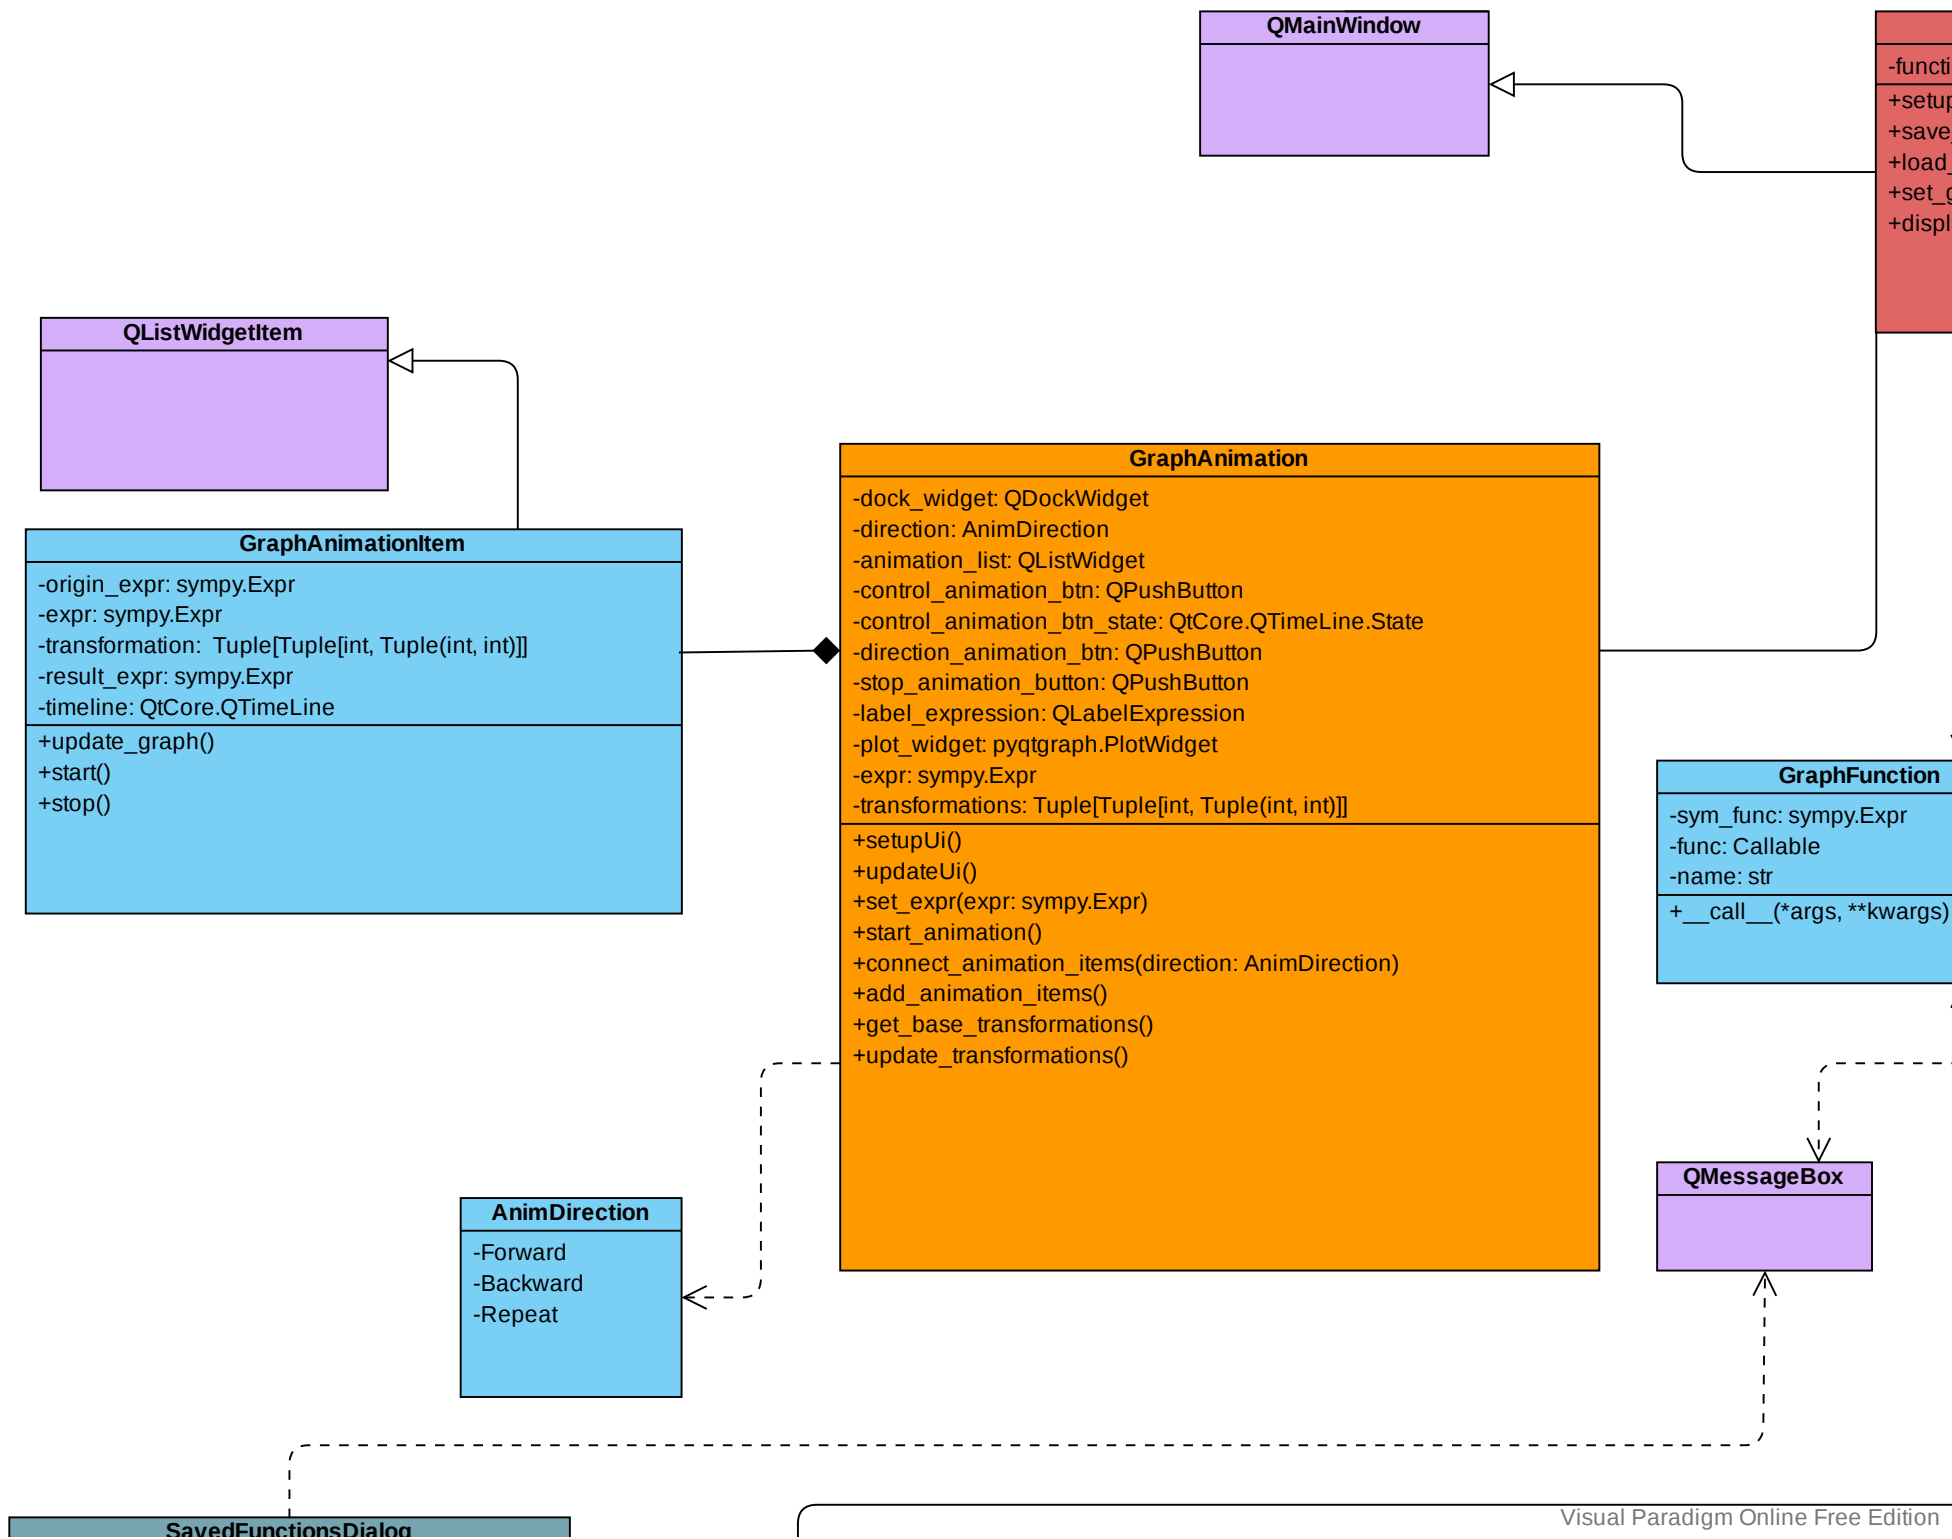 QMainWindow
-functi
+setup
+save_
+load_
+set_g
+displ
QListWidgetItem
GraphAnimationItem
-origin_expr: sympy.Expr
-expr: sympy.Expr
-transformation:  Tuple[Tuple[int, Tuple(int, int)]]
-result_expr: sympy.Expr
-timeline: QtCore.QTimeLine
+update_graph()
+start()
+stop()
GraphAnimation
-dock_widget: QDockWidget
-direction: AnimDirection
-animation_list: QListWidget
-control_animation_btn: QPushButton
-control_animation_btn_state: QtCore.QTimeLine.State
-direction_animation_btn: QPushButton
-stop_animation_button: QPushButton
-label_expression: QLabelExpression
-plot_widget: pyqtgraph.PlotWidget
-expr: sympy.Expr
-transformations: Tuple[Tuple[int, Tuple(int, int)]]
+setupUi()
+updateUi()
+set_expr(expr: sympy.Expr)
+start_animation()
+connect_animation_items(direction: AnimDirection)
+add_animation_items()
+get_base_transformations()
+update_transformations()
GraphFunction
-sym_func: sympy.Expr
-func: Callable
-name: str
+__call__(*args, **kwargs)
QMessageBox
AnimDirection
-Forward
-Backward
-Repeat
SavedFunctionsDialog
Visual Paradigm Online Free Edition